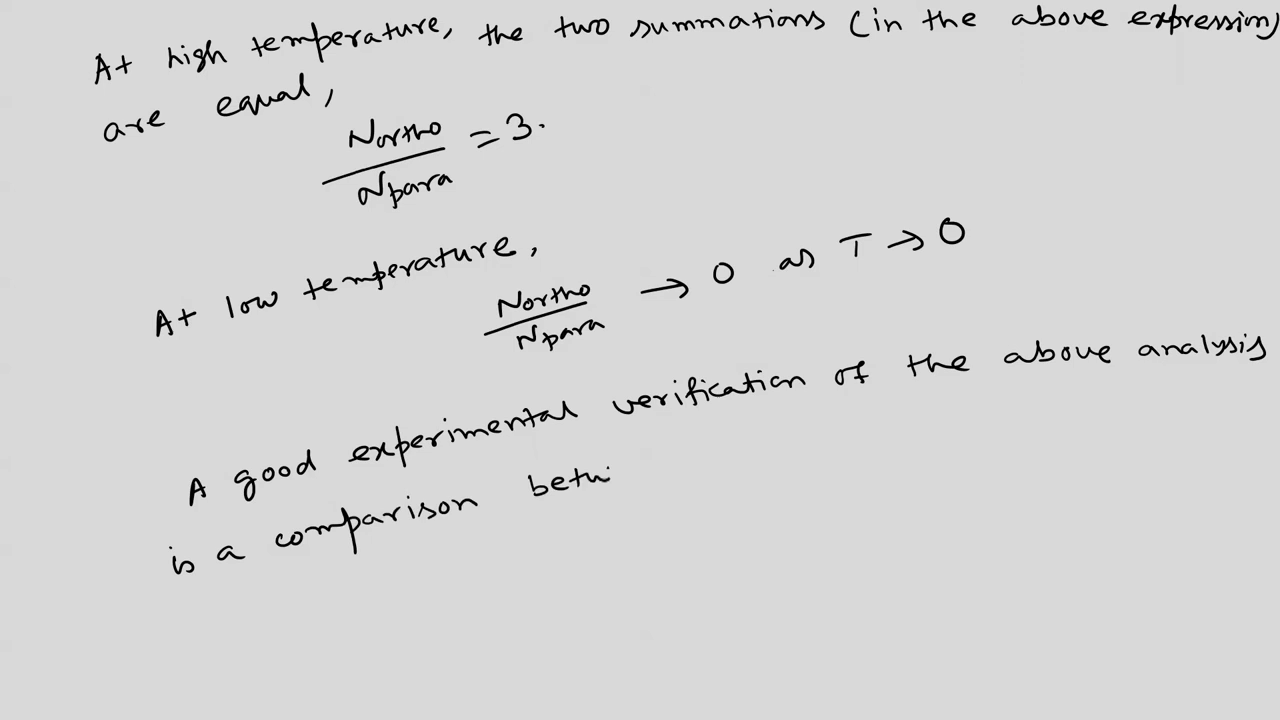 At high temperature, the two summations (in the above expression)
are equal,
Northo
Npara
= 3.
At low temperature,
Northo
Npara
→ 0 as T → 0
A good experimental verification of the above analysis
is a comparison betw